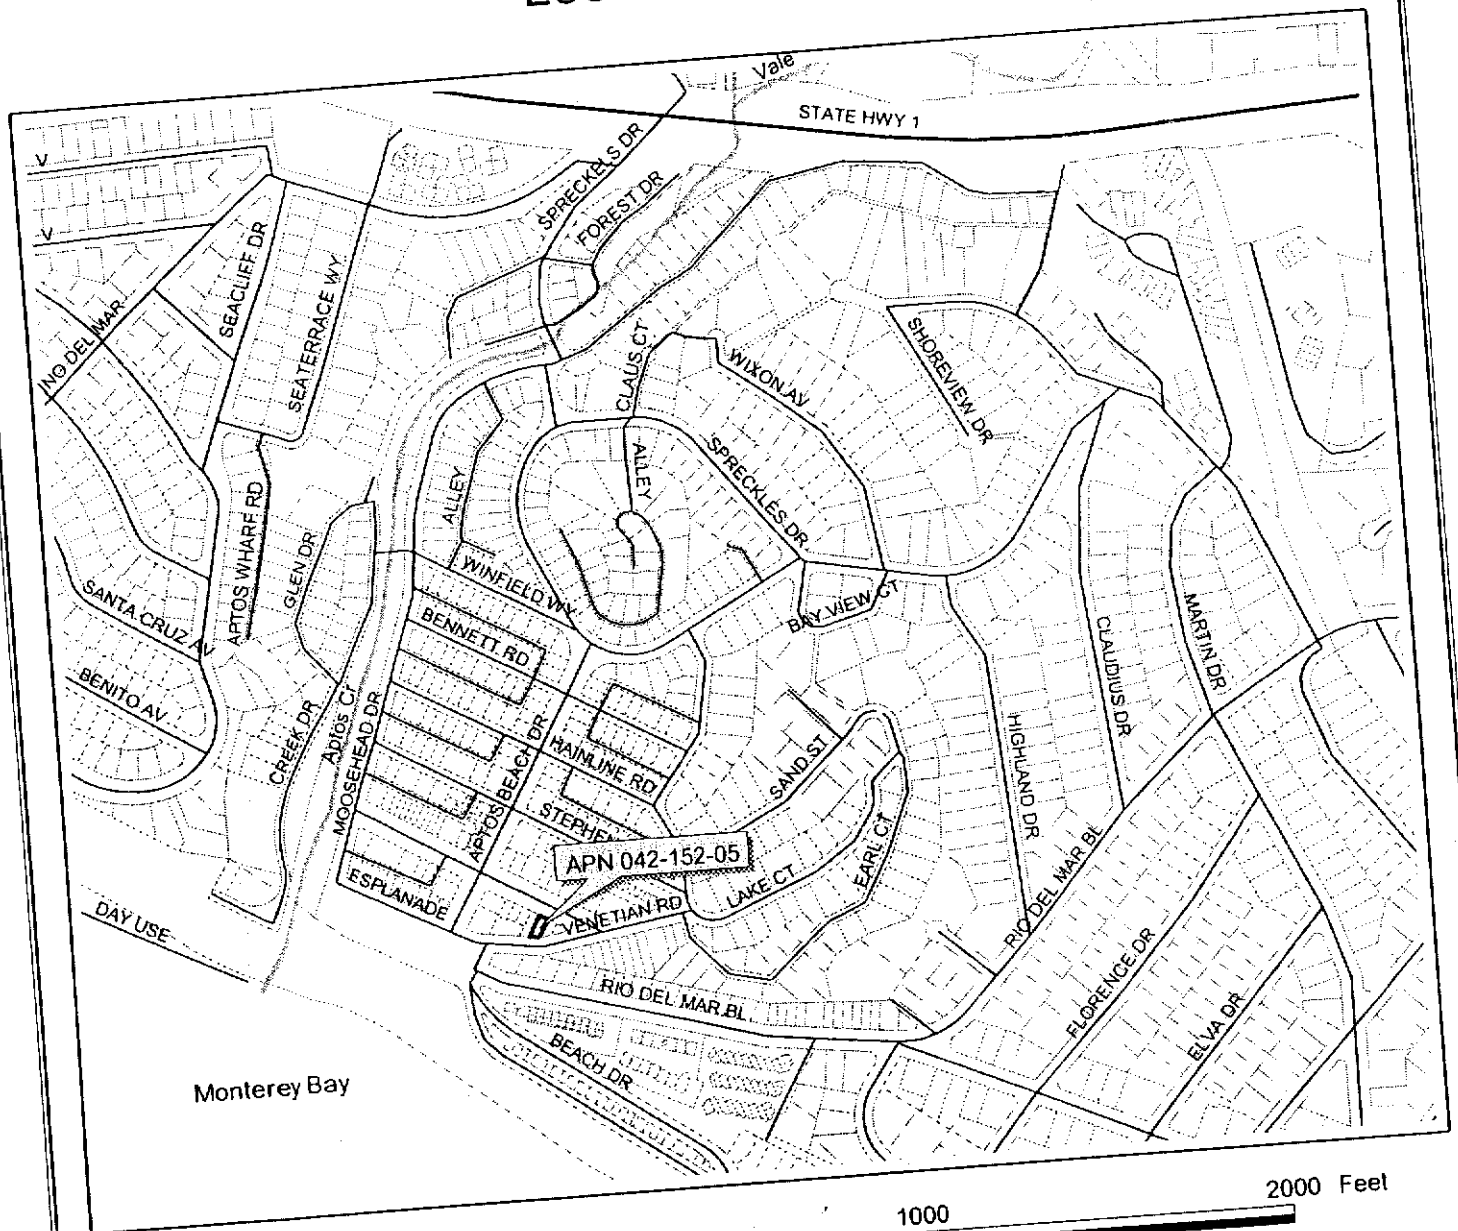 Vale
STATE HWY 1
V
V
SPRECKELS DR
FOREST DR
SEACLIFF DR
SEATERRACE WY
INO DEL MAR
CLAUS CT
WIXON AV
SHOREVIEW DR
ALLEY
SPRECKLES DR
ALLEY
APTOS WHARF RD
GLEN DR
WINFIELD WY
BAY VIEW CT
SANTA CRUZ AV
BENNETT RD
MARTIN DR
CLAUDIUS DR
BENITO AV
CREEK DR
Aptos Cr
MOOSEHEAD DR
APTOS BEACH DR
HAINLINE RD
SAND ST
HIGHLAND DR
STEPHEN
APN 042-152-05
EARL CT
LAKE CT
RIO DEL MAR BL
ESPLANADE
VENETIAN RD
DAY USE
FLORENCE DR
RIO DEL MAR BL
ELVA DR
BEACH DR
Monterey Bay
1000
2000 Feet